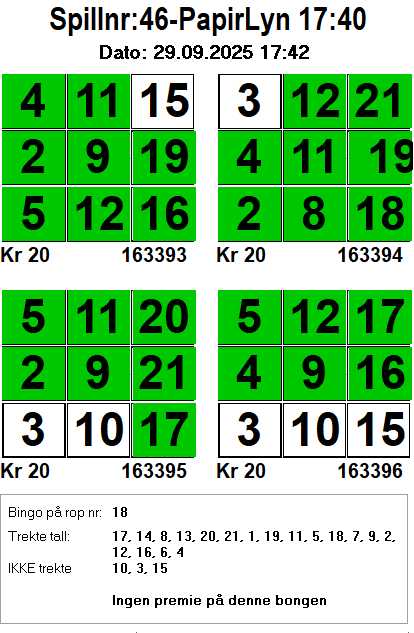 Spillnr:46-PapirLyn 17:40
Dato: 29.09.2025 17:42
4 11 15 3 12 21
2 9 19 4 11 19
5 12 16 2 8 18
Kr 20 163393 Kr 20 163394
5 11 20 5 12 17
2 9 21 4 9 16
3 10 17 3 10 15
Kr 20 163395 Kr 20 163396
Bingo på rop nr: 18
Trekte tall: 17, 14, 8, 13, 20, 21, 1, 19, 11, 5, 18, 7, 9, 2,
12, 16, 6, 4
IKKE trekte 10, 3, 15
Ingen premie på denne bongen